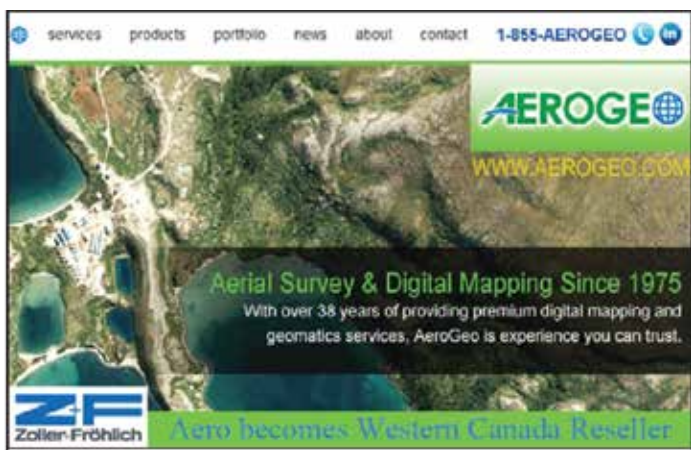 services products portfolio news about contact 1-855-AEROGEO in
AEROGEO
WWW.AEROGEO.COM
Aerial Survey & Digital Mapping Since 1975
With over 38 years of providing premium digital mapping and
geomatics services, AeroGeo is experience you can trust.
Z+F
Zoller+Fröhlich
Aero becomes Western Canada Reseller